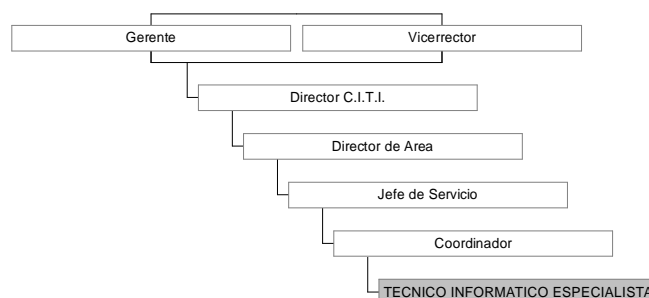 Gerente
Vicerrector
Director C.I.T.I.
Director de Area
Jefe de Servicio
Coordinador
TECNICO INFORMATICO ESPECIALISTA